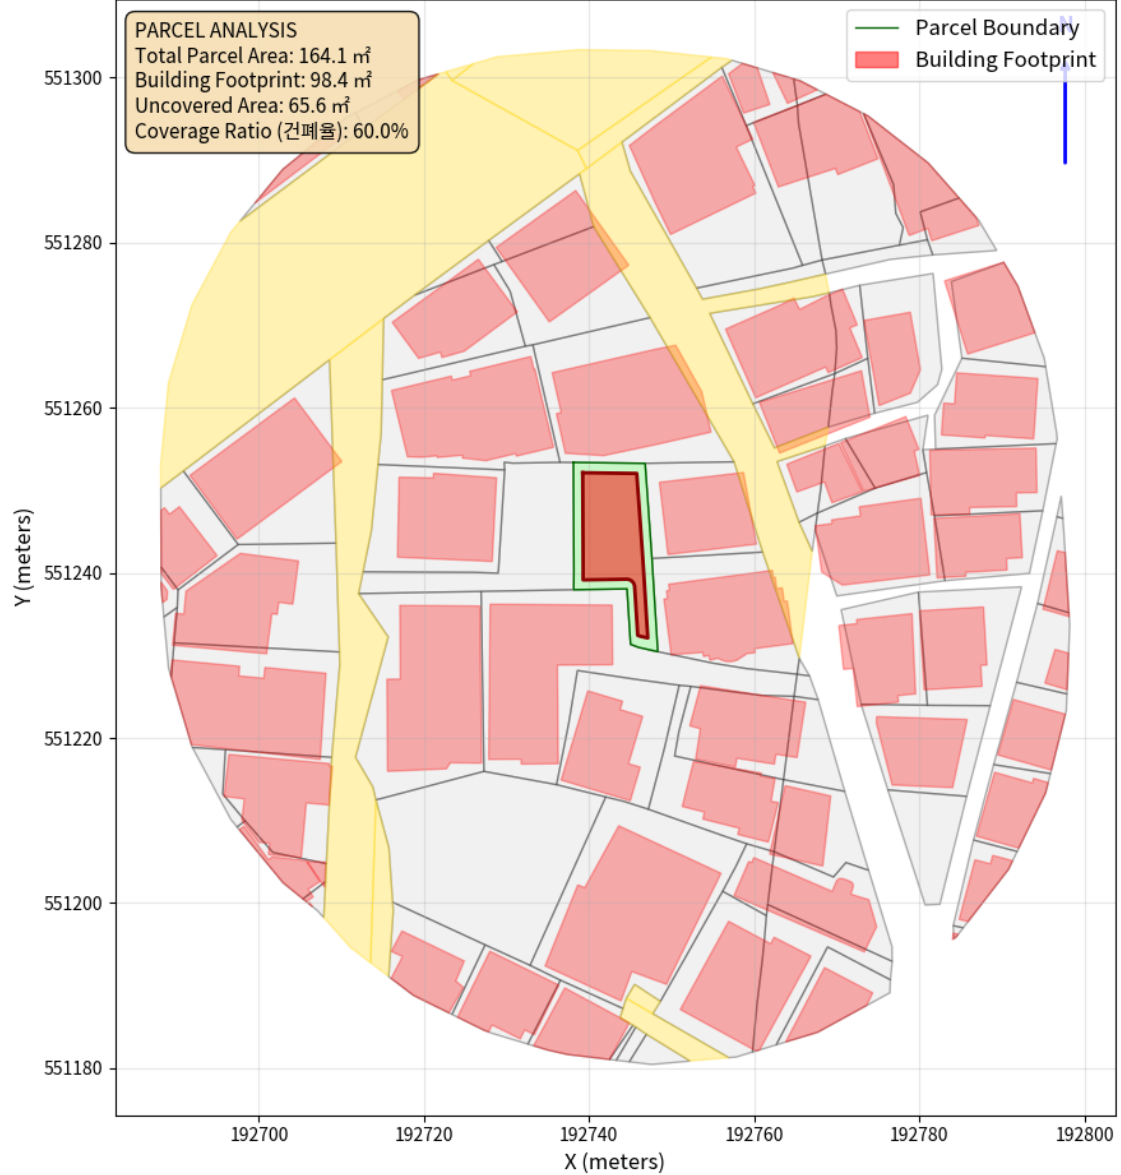 PARCEL ANALYSIS
Total Parcel Area: 164.1 ㎡
Building Footprint: 98.4 ㎡
Uncovered Area: 65.6 ㎡
Coverage Ratio (건폐율): 60.0%
Parcel Boundary
Building Footprint
N
551300
551280
551260
551240
551220
551200
551180
Y (meters)
192700
192720
192740
192760
192780
192800
X (meters)